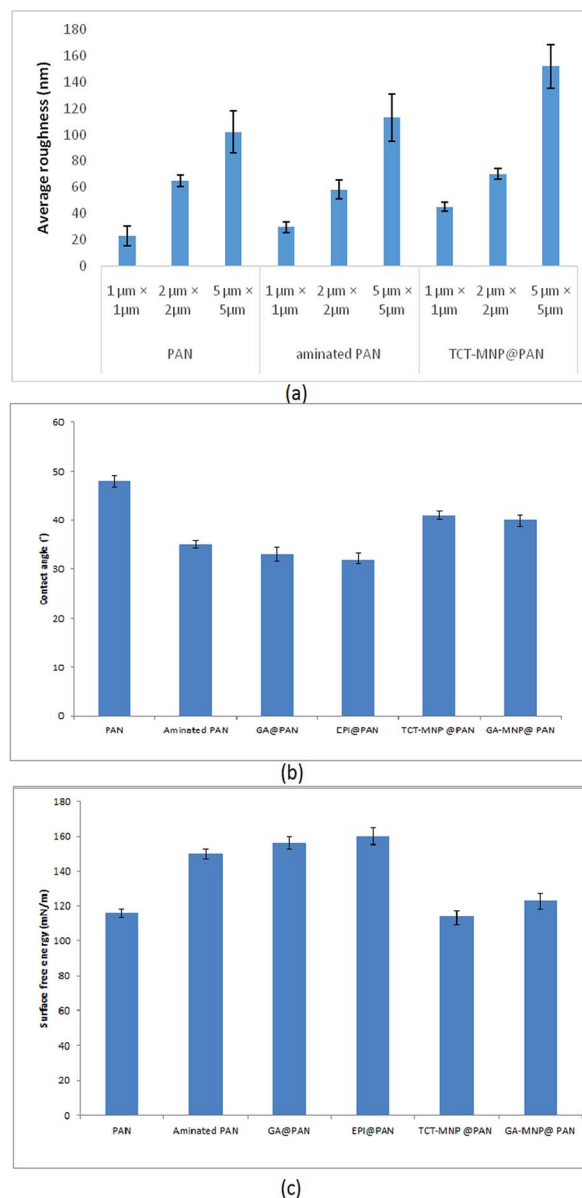 Average roughness (nm)
180
160
140
120
100
80
60
40
20
0
1 µm × 1µm
2 µm × 2µm
5 µm × 5µm
1 µm × 1µm
2 µm × 2µm
5 µm × 5µm
1 µm × 1µm
2 µm × 2µm
5 µm × 5µm
PAN
aminated PAN
TCT-MNP@PAN
(a)
Contact angle (°)
60
50
40
30
20
10
0
PAN
Aminated PAN
GA@PAN
EPI@PAN
TCT-MNP @PAN
GA-MNP@ PAN
(b)
Surface free energy (mN/m)
180
160
140
120
100
80
60
40
20
0
PAN
Aminated PAN
GA@PAN
EPI@PAN
TCT-MNP @PAN
GA-MNP@ PAN
(c)